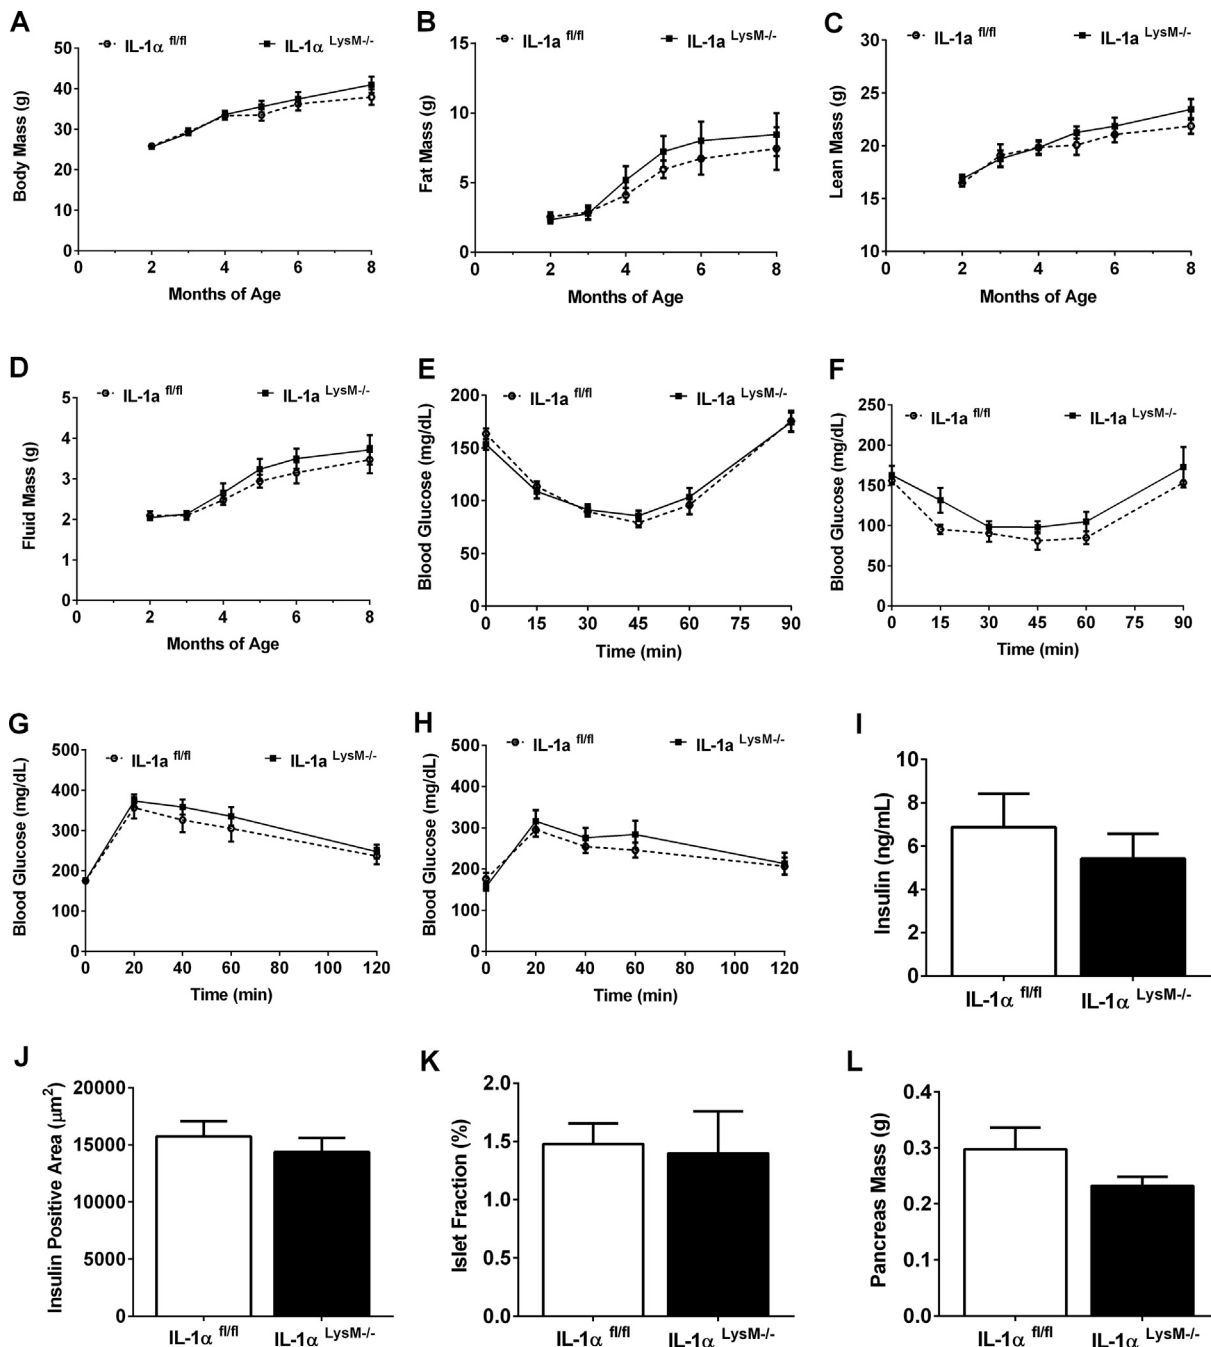 A
IL-1α fl/fl IL-1α LysM-/-
Body Mass (g)
50
40
30
20
10
0
0 2 4 6 8
Months of Age
B
IL-1a fl/fl IL-1a LysM-/-
Fat Mass (g)
15
10
5
0
0 2 4 6 8
Months of Age
C
IL-1a fl/fl IL-1a LysM-/-
Lean Mass (g)
30
25
20
15
10
0 2 4 6 8
Months of Age
D
IL-1a fl/fl IL-1a LysM-/-
Fluid Mass (g)
5
4
3
2
1
0
0 2 4 6 8
Months of Age
E
IL-1a fl/fl IL-1a LysM-/-
Blood Glucose (mg/dL)
200
150
100
50
0
0 15 30 45 60 75 90
Time (min)
F
IL-1a fl/fl IL-1a LysM-/-
Blood Glucose (mg/dL)
250
200
150
100
50
0
0 15 30 45 60 75 90
Time (min)
G
IL-1a fl/fl IL-1a LysM-/-
Blood Glucose (mg/dL)
500
400
300
200
100
0
0 20 40 60 80 100 120
Time (min)
H
IL-1a fl/fl IL-1a LysM-/-
Blood Glucose (mg/dL)
500
400
300
200
100
0
0 20 40 60 80 100 120
Time (min)
I
Insulin (ng/mL)
10
8
6
4
2
0
IL-1α fl/fl IL-1α LysM-/-
J
Insulin Positive Area (μm²)
20000
15000
10000
5000
0
IL-1α fl/fl IL-1α LysM-/-
K
Islet Fraction (%)
2.0
1.5
1.0
0.5
0.0
IL-1α fl/fl IL-1α LysM-/-
L
Pancreas Mass (g)
0.4
0.3
0.2
0.1
0.0
IL-1α fl/fl IL-1α LysM-/-